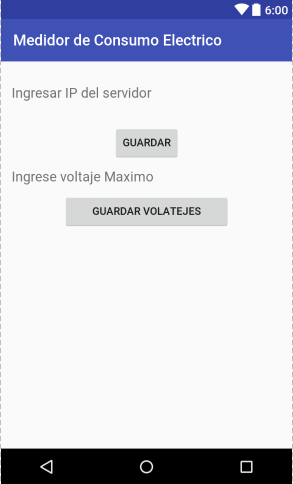 6:00
Medidor de Consumo Electrico
Ingresar IP del servidor
GUARDAR
Ingrese voltaje Maximo
GUARDAR VOLATEJES